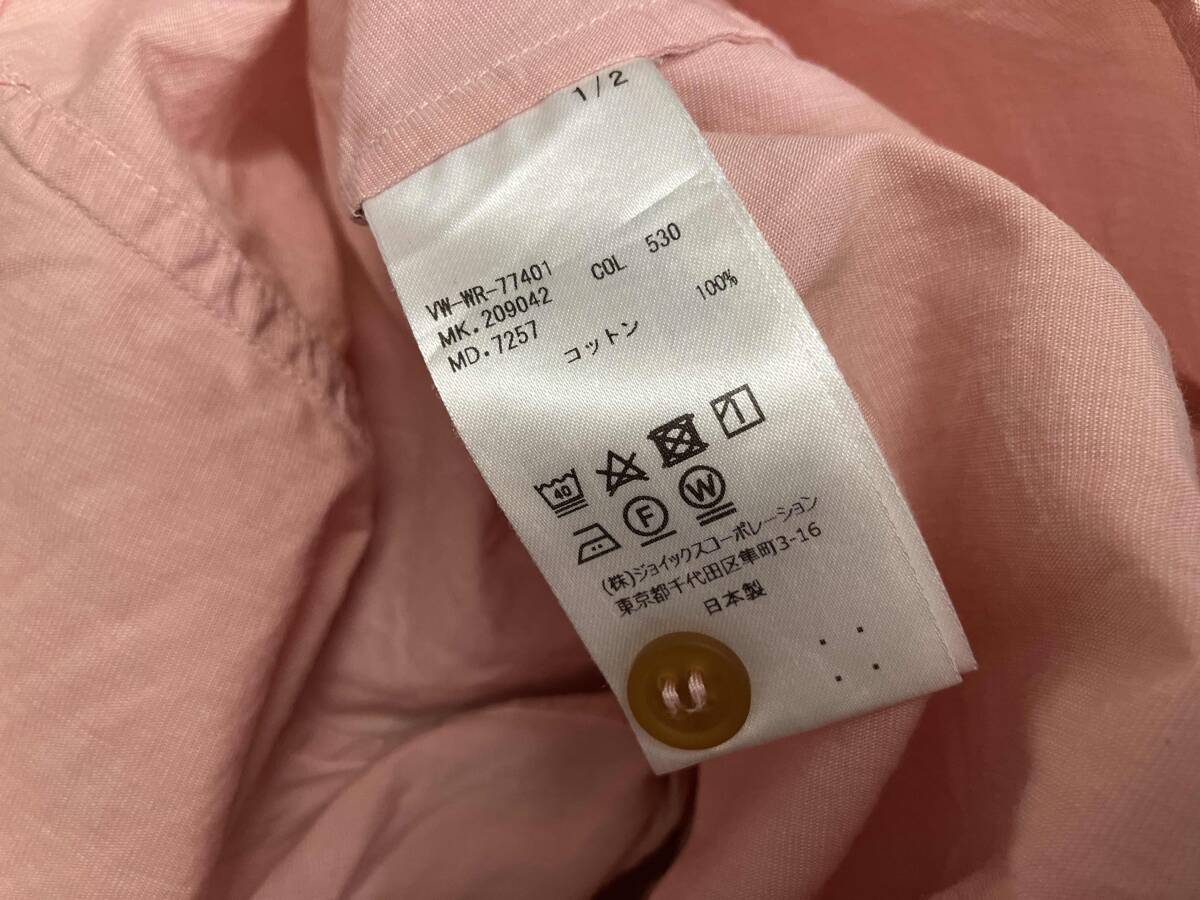 1/2
VW-WR-77401
MK.209042 COL 530
MD.7257
コットン 100%
40
F W
(株)ジョイックスコーポレーション
東京都千代田区隼町3-16
日本製